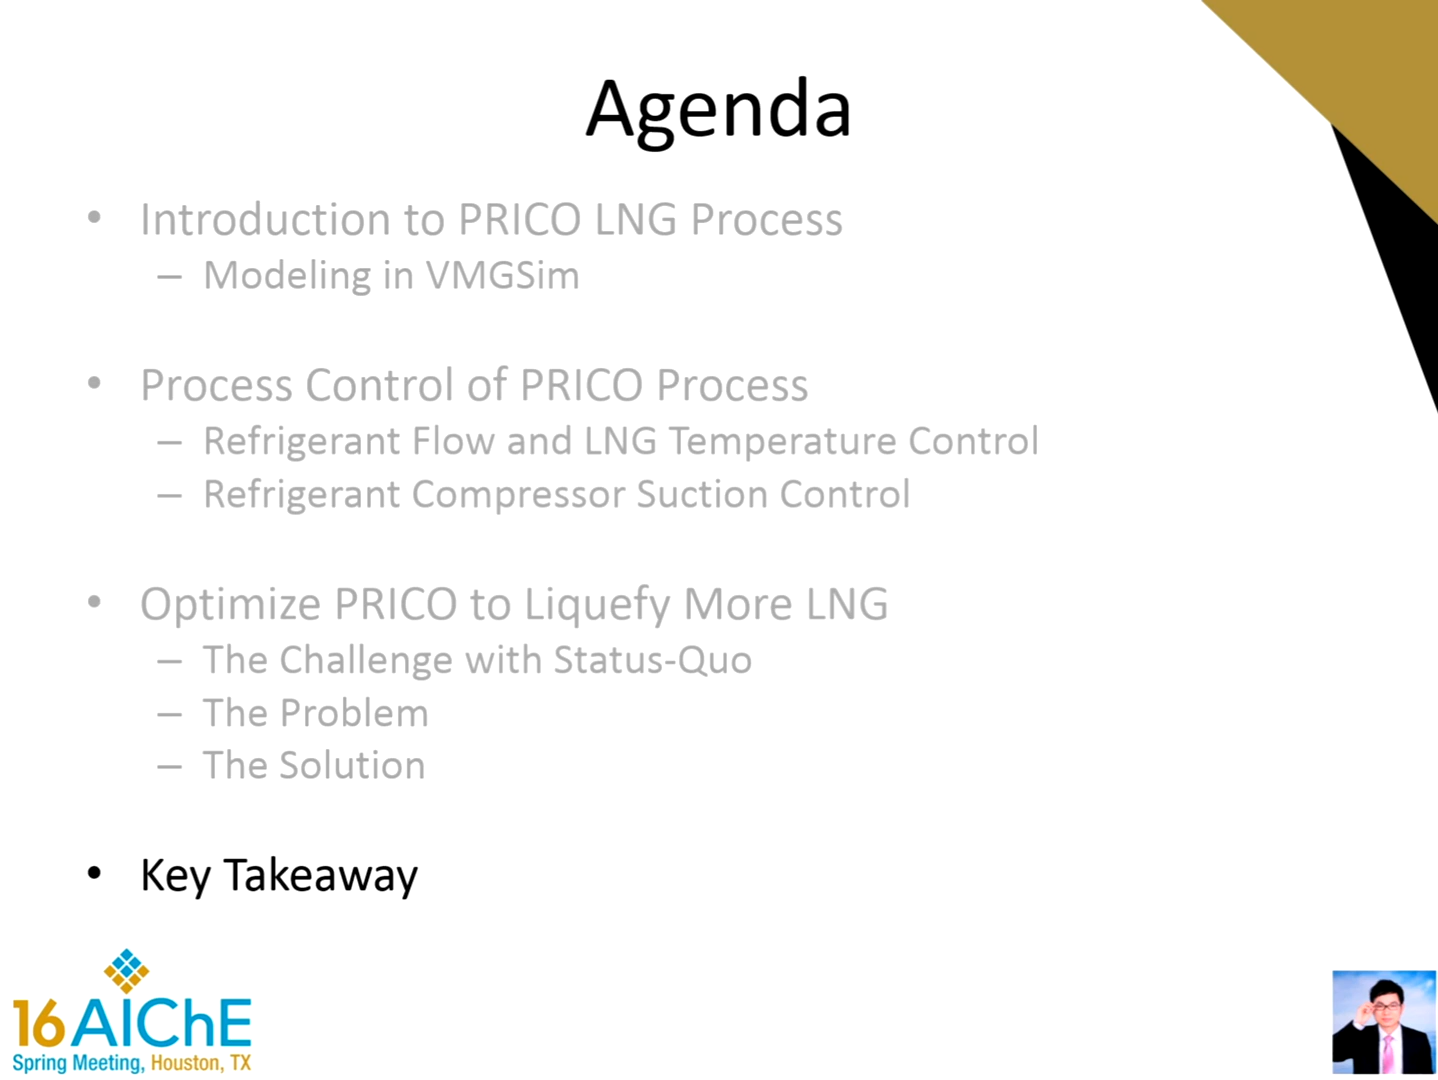 Agenda
• Introduction to PRICO LNG Process
– Modeling in VMGSim
• Process Control of PRICO Process
– Refrigerant Flow and LNG Temperature Control
– Refrigerant Compressor Suction Control
• Optimize PRICO to Liquefy More LNG
– The Challenge with Status-Quo
– The Problem
– The Solution
• Key Takeaway
16 AIChE
Spring Meeting, Houston, TX